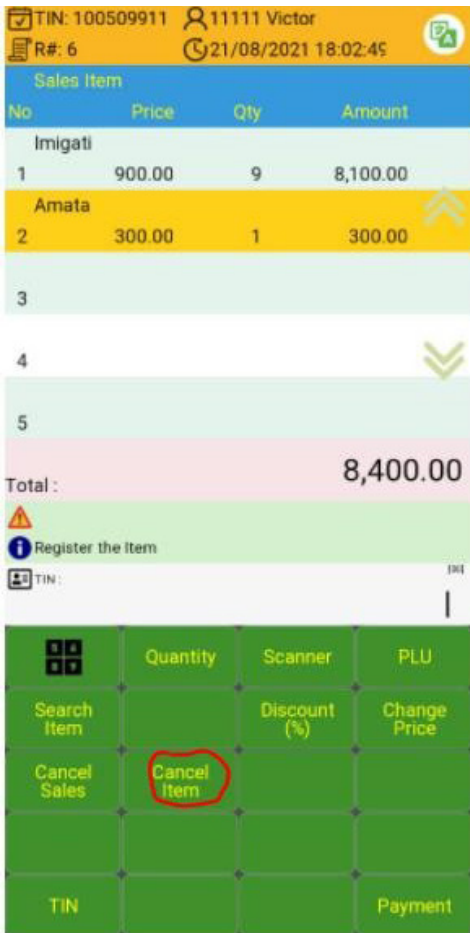 TIN: 100509911 11111 Victor
R#: 6 21/08/2021 18:02:49
Sales Item
No Price Qty Amount
Imigati
1 900.00 9 8,100.00
Amata
2 300.00 1 300.00
3
4
5
Total : 8,400.00
Register the Item
TIN :
Quantity Scanner PLU
Search Item Discount (%) Change Price
Cancel Sales Cancel Item
TIN Payment